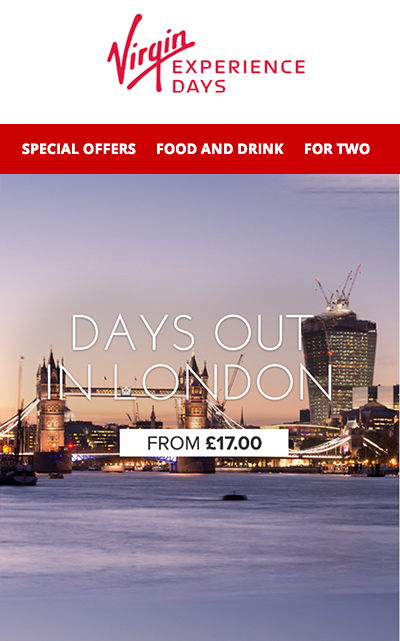 Virgin
EXPERIENCE
DAYS
SPECIAL OFFERS FOOD AND DRINK FOR TWO
DAYS OUT
IN LONDON
FROM £17.00